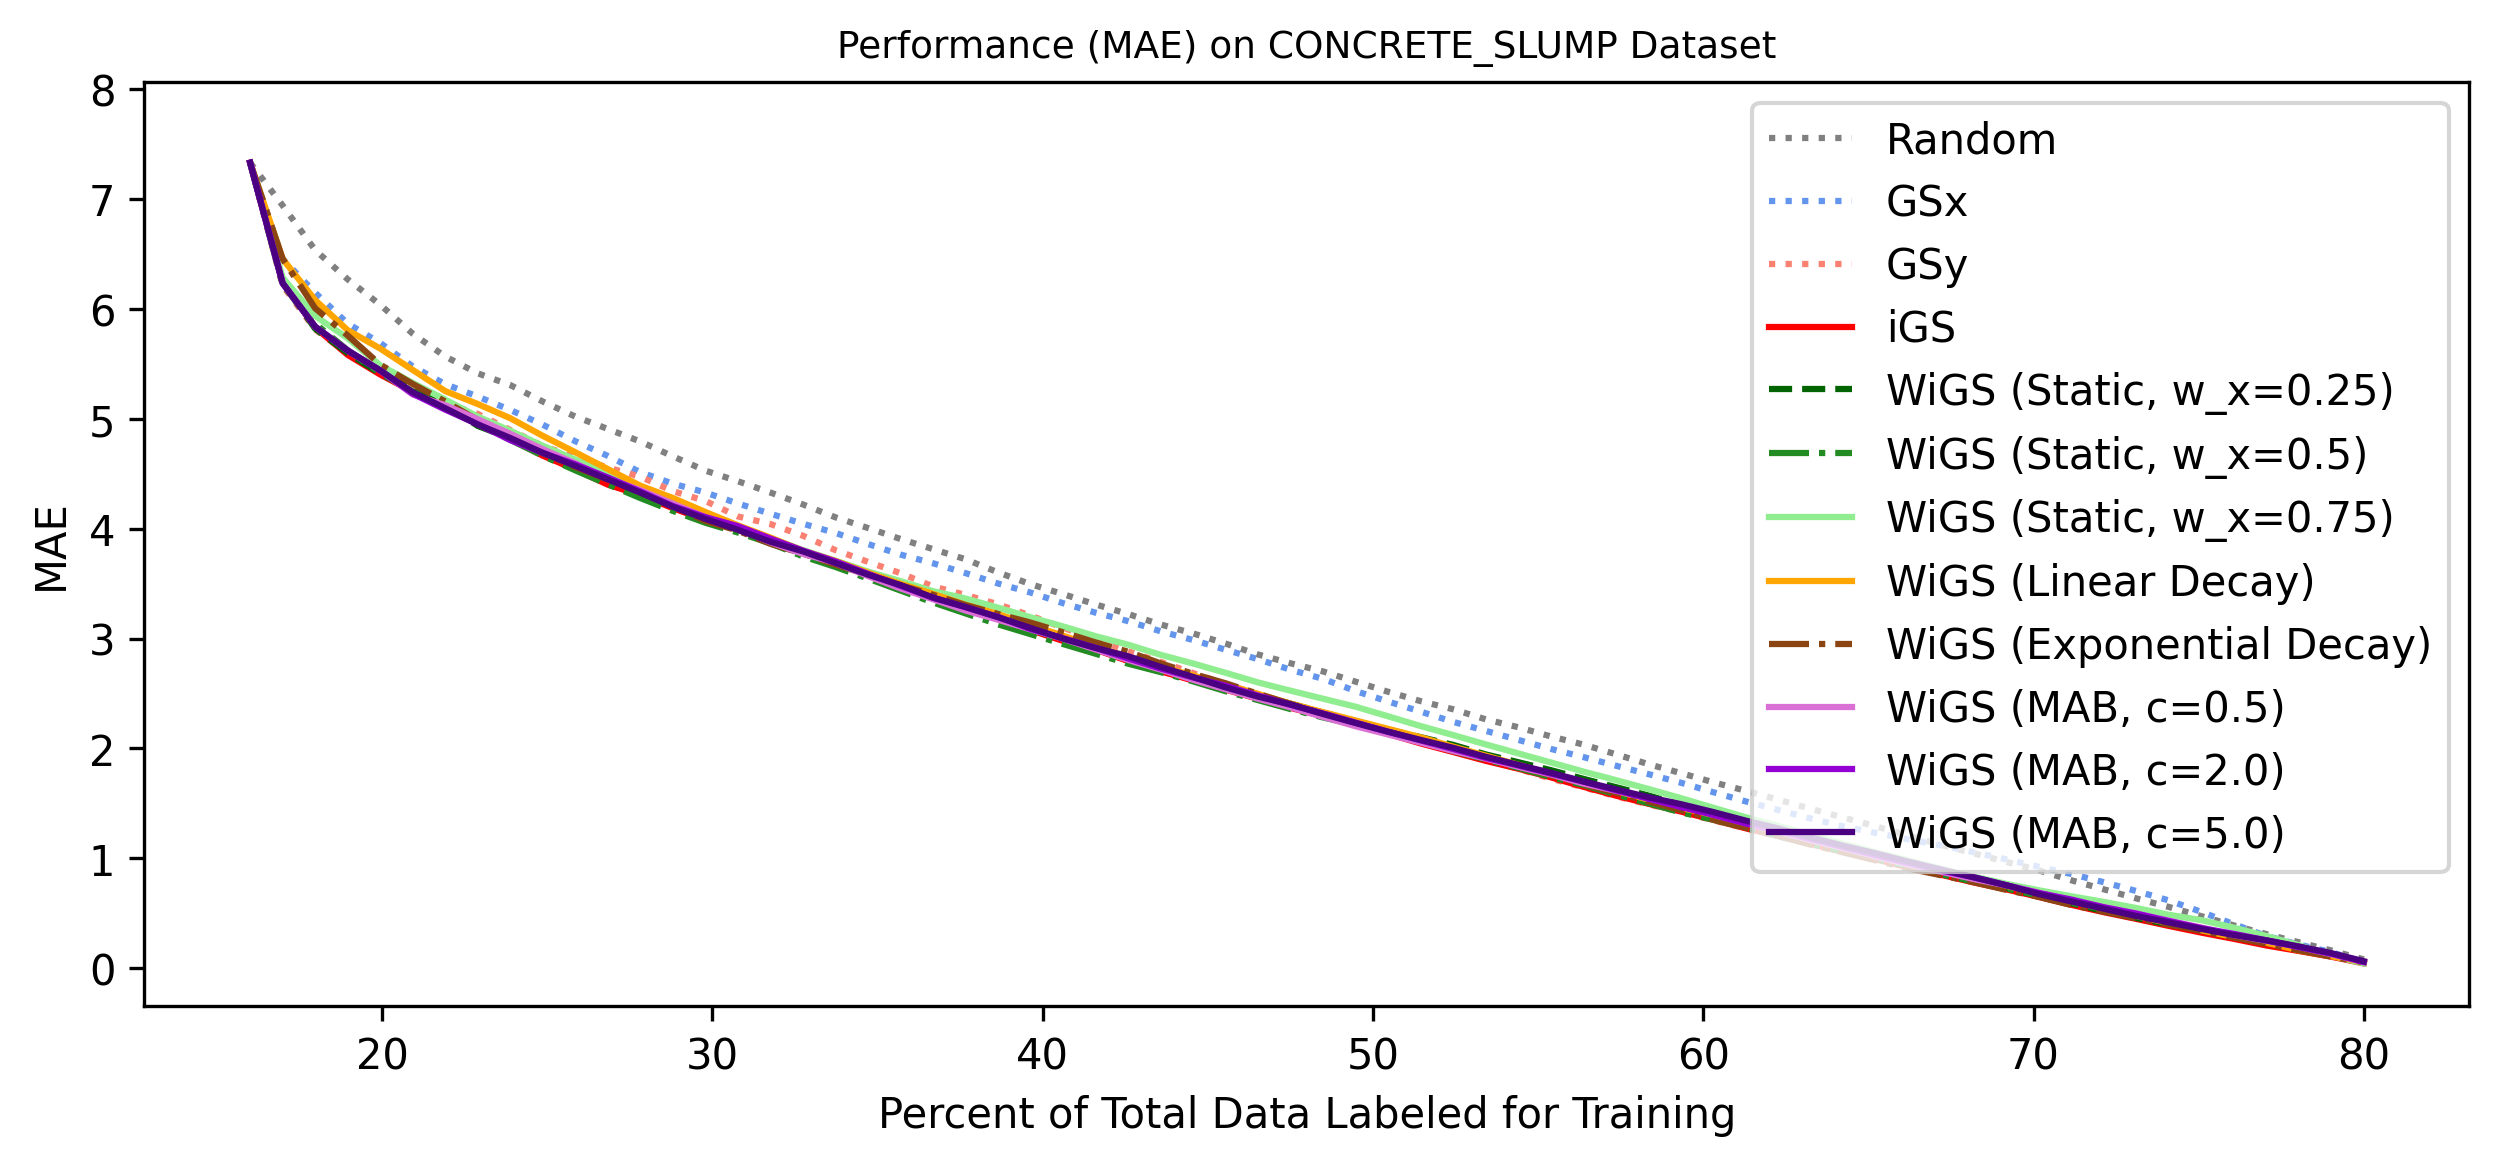 Performance (MAE) on CONCRETE_SLUMP Dataset
8
7
6
5
4
3
2
1
0
MAE
20 30 40 50 60 70 80
Percent of Total Data Labeled for Training
Random
GSx
GSy
iGS
WiGS (Static, w_x=0.25)
WiGS (Static, w_x=0.5)
WiGS (Static, w_x=0.75)
WiGS (Linear Decay)
WiGS (Exponential Decay)
WiGS (MAB, c=0.5)
WiGS (MAB, c=2.0)
WiGS (MAB, c=5.0)